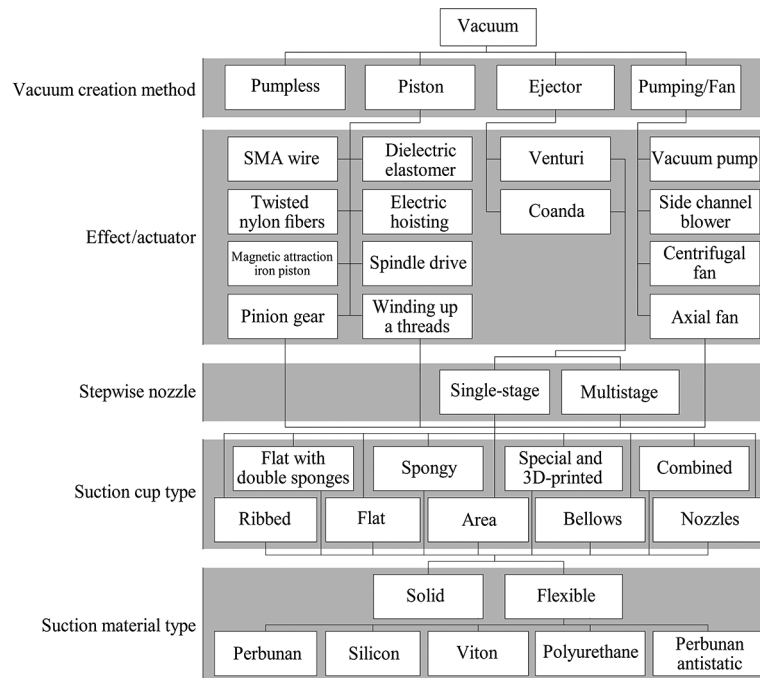 Vacuum
Vacuum creation method
Pumpless
Piston
Ejector
Pumping/Fan
Effect/actuator
SMA wire
Dielectric
elastomer
Venturi
Vacuum pump
Twisted
nylon fibers
Electric
hoisting
Coanda
Side channel
blower
Magnetic attraction
iron piston
Spindle drive
Centrifugal
fan
Pinion gear
Winding up
a threads
Axial fan
Stepwise nozzle
Single-stage
Multistage
Suction cup type
Flat with
double sponges
Spongy
Special and
3D-printed
Combined
Ribbed
Flat
Area
Bellows
Nozzles
Suction material type
Solid
Flexible
Perbunan
Silicon
Viton
Polyurethane
Perbunan
antistatic